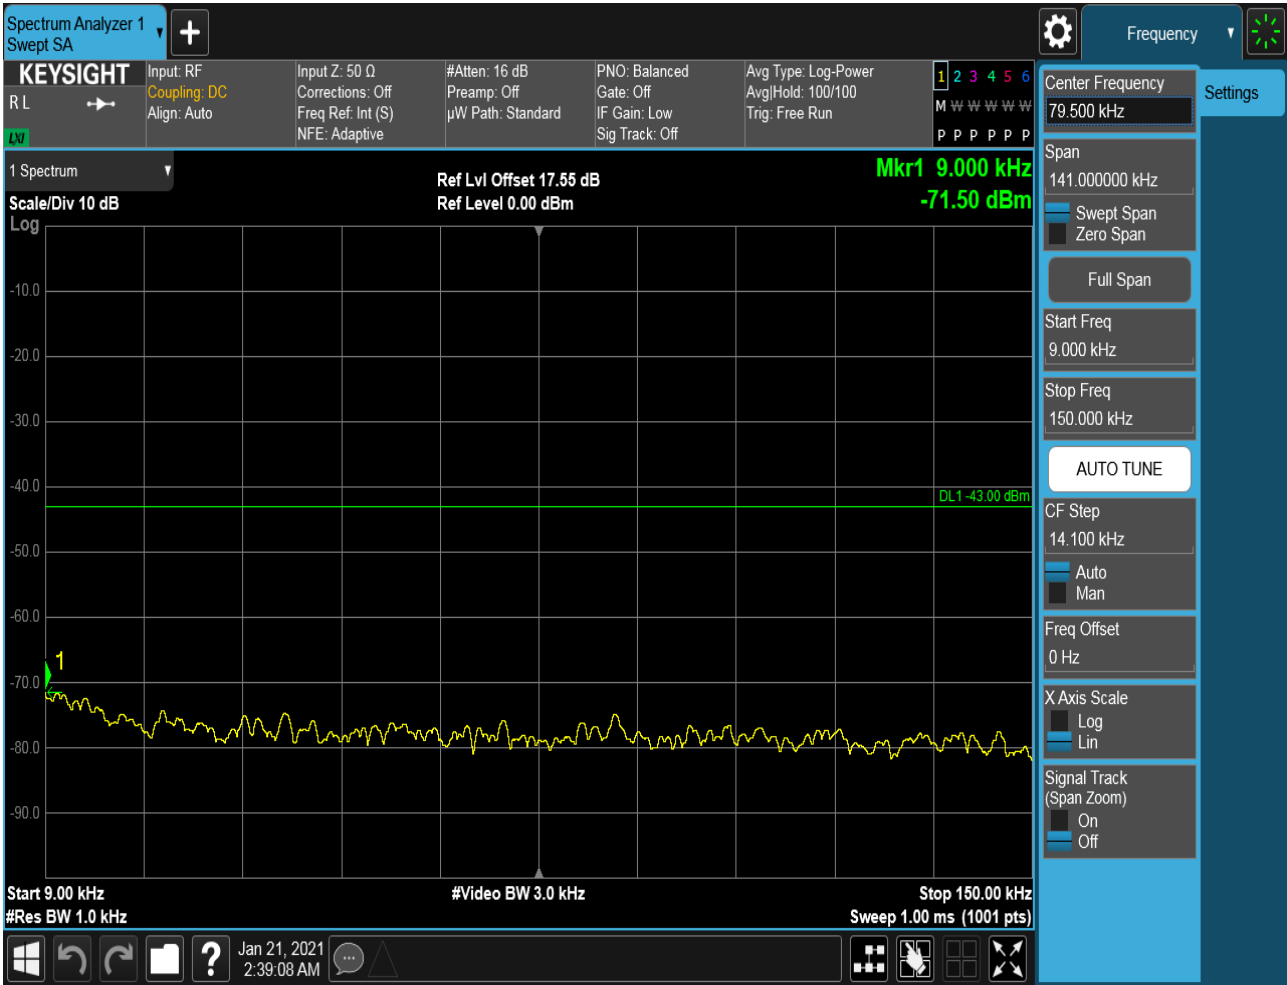 Spectrum Analyzer 1
Swept SA
+
Frequency
KEYSIGHT
R L
LXI
Input: RF
Coupling: DC
Align: Auto
Input Z: 50 Ω
Corrections: Off
Freq Ref: Int (S)
NFE: Adaptive
#Atten: 16 dB
Preamp: Off
µW Path: Standard
PNO: Balanced
Gate: Off
IF Gain: Low
Sig Track: Off
Avg Type: Log-Power
Avg|Hold: 100/100
Trig: Free Run
1 2 3 4 5 6
M W W W W W
P P P P P P
1 Spectrum
Scale/Div 10 dB
Log
Ref Lvl Offset 17.55 dB
Ref Level 0.00 dBm
Mkr1 9.000 kHz
-71.50 dBm
-10.0
-20.0
-30.0
-40.0
DL1 -43.00 dBm
-50.0
-60.0
1
-70.0
-80.0
-90.0
Start 9.00 kHz
#Video BW 3.0 kHz
Stop 150.00 kHz
#Res BW 1.0 kHz
Sweep 1.00 ms (1001 pts)
?
Jan 21, 2021
2:39:08 AM
Center Frequency
79.500 kHz
Settings
Span
141.000000 kHz
Swept Span
Zero Span
Full Span
Start Freq
9.000 kHz
Stop Freq
150.000 kHz
AUTO TUNE
CF Step
14.100 kHz
Auto
Man
Freq Offset
0 Hz
X Axis Scale
Log
Lin
Signal Track
(Span Zoom)
On
Off